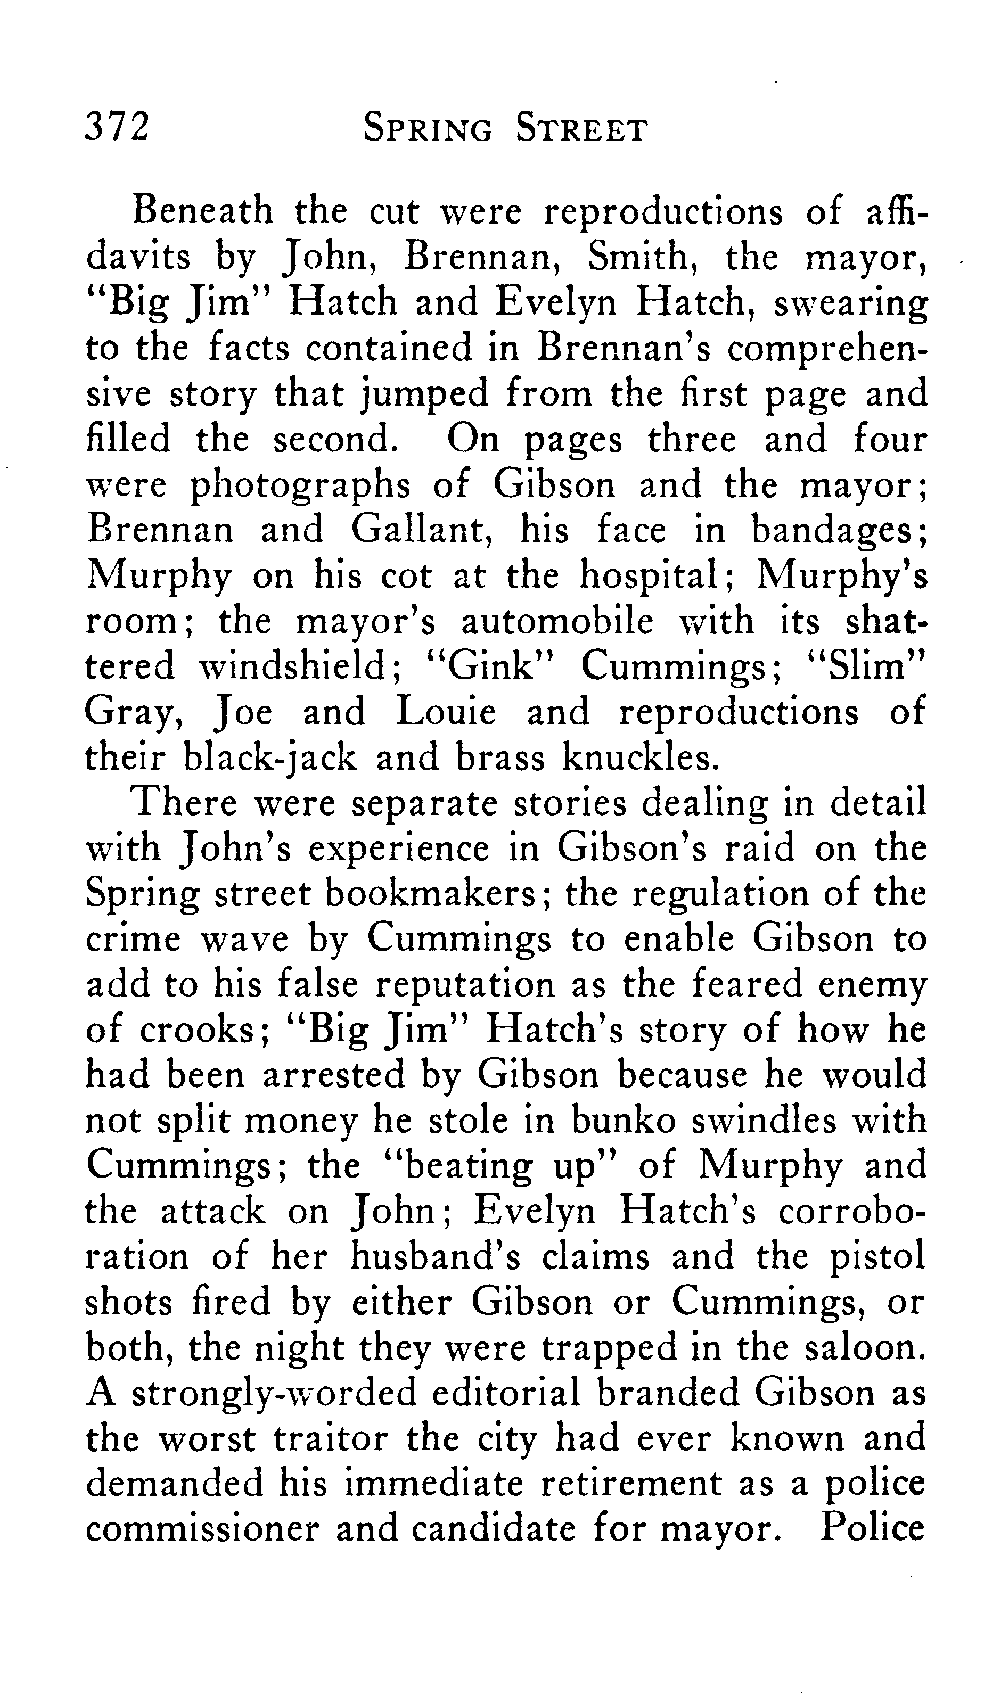 372 SPRING STREET
Beneath the cut were reproductions of affi-
davits by John, Brennan, Smith, the mayor,
“Big Jim” Hatch and Evelyn Hatch, swearing
to the facts contained in Brennan’s comprehen-
sive story that jumped from the first page and
filled the second. On pages three and four
were photographs of Gibson and the mayor;
Brennan and Gallant, his face in bandages;
Murphy on his cot at the hospital; Murphy’s
room; the mayor’s automobile with its shat-
tered windshield; “Gink” Cummings; “Slim”
Gray, Joe and Louie and reproductions of
their black-jack and brass knuckles.
There were separate stories dealing in detail
with John’s experience in Gibson’s raid on the
Spring street bookmakers; the regulation of the
crime wave by Cummings to enable Gibson to
add to his false reputation as the feared enemy
of crooks; “Big Jim” Hatch’s story of how he
had been arrested by Gibson because he would
not split money he stole in bunko swindles with
Cummings; the “beating up” of Murphy and
the attack on John; Evelyn Hatch’s corrobo-
ration of her husband’s claims and the pistol
shots fired by either Gibson or Cummings, or
both, the night they were trapped in the saloon.
A strongly-worded editorial branded Gibson as
the worst traitor the city had ever known and
demanded his immediate retirement as a police
commissioner and candidate for mayor. Police